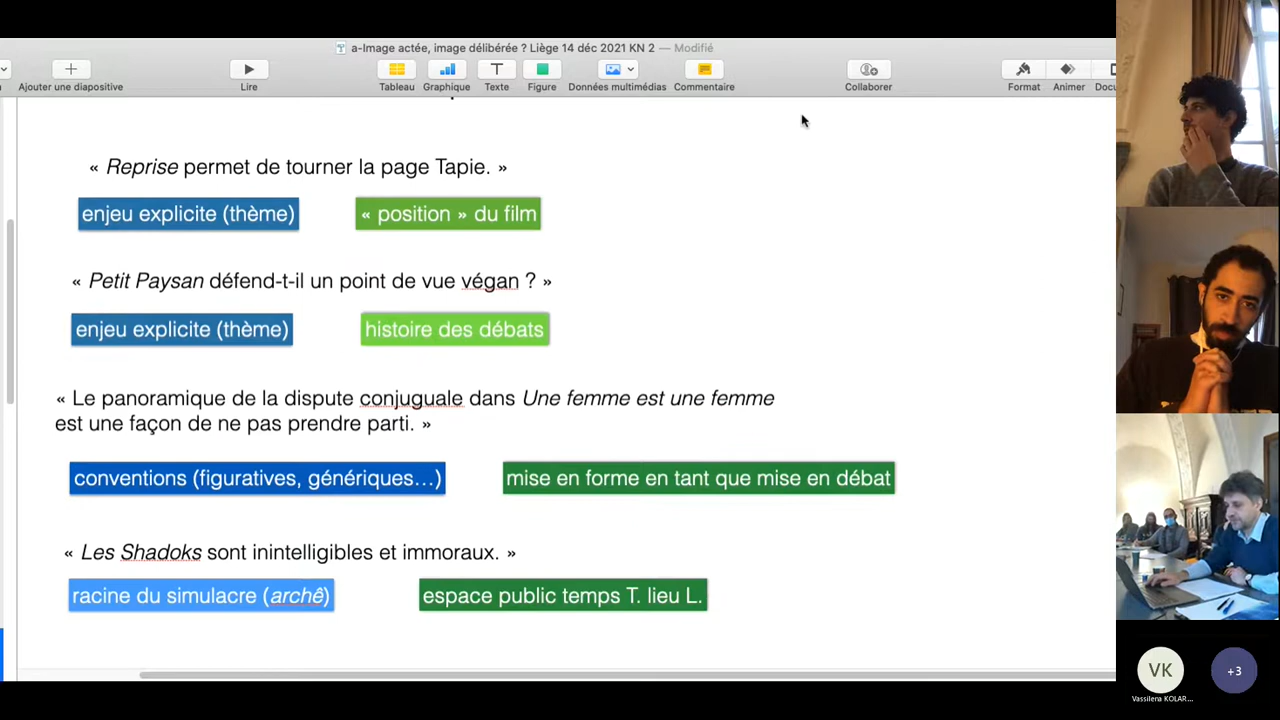 a-Image actée, image délibérée ? Liège 14 déc 2021 KN 2 — Modifié
Ajouter une diapositive
Lire
Tableau
Graphique
Texte
Figure
Données multimédias
Commentaire
Collaborer
Format
Animer
« Reprise permet de tourner la page Tapie. »
enjeu explicite (thème)
« position » du film
« Petit Paysan défend-t-il un point de vue végan ? »
enjeu explicite (thème)
histoire des débats
« Le panoramique de la dispute conjuguale dans Une femme est une femme
est une façon de ne pas prendre parti. »
conventions (figuratives, génériques…)
mise en forme en tant que mise en débat
« Les Shadoks sont inintelligibles et immoraux. »
racine du simulacre (archê)
espace public temps T. lieu L.
VK
+3
Vassilena KOLAR...